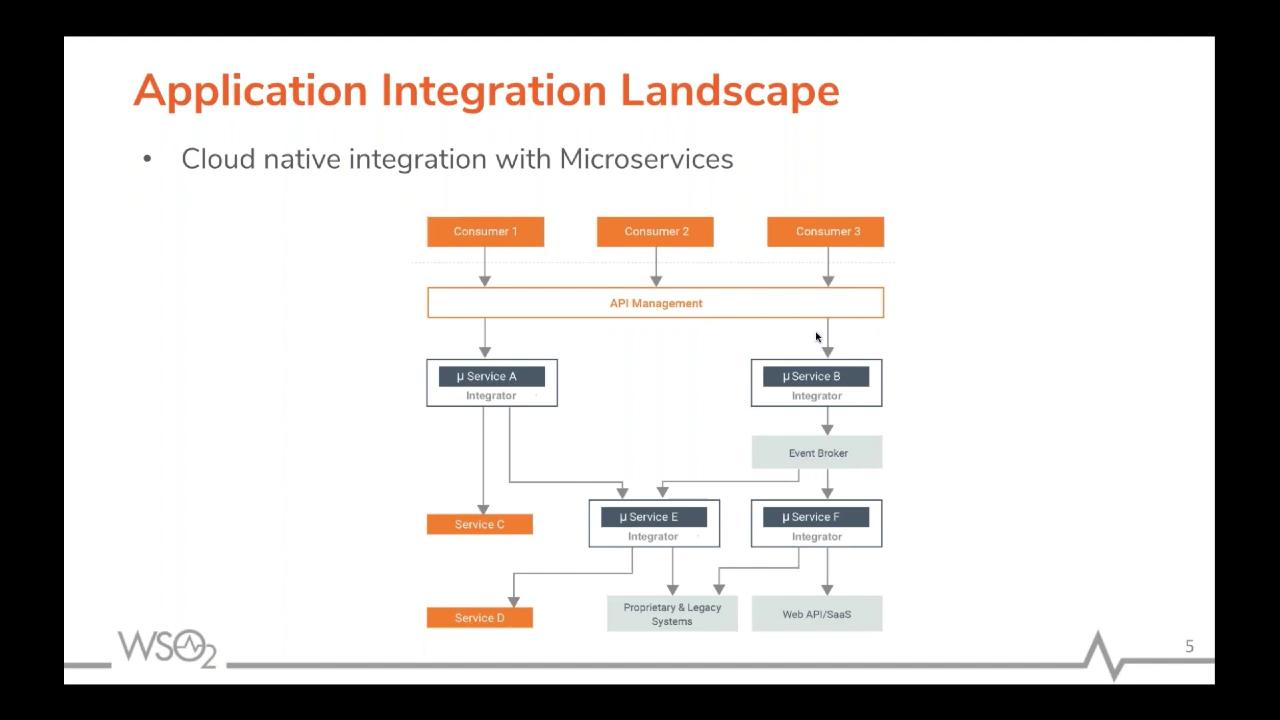 Application Integration Landscape
• Cloud native integration with Microservices
Consumer 1
Consumer 2
Consumer 3
API Management
μ Service A
Integrator
μ Service B
Integrator
Event Broker
μ Service E
Integrator
μ Service F
Integrator
Service C
Proprietary & Legacy
Systems
Web API/SaaS
Service D
WSO2
5